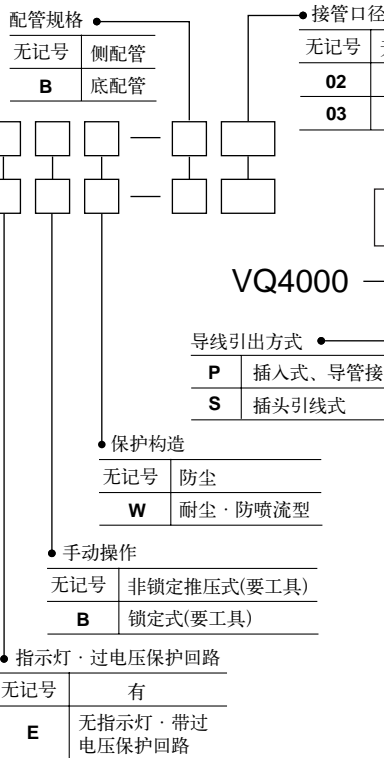 配管规格
无记号 侧配管
B 底配管
接管口径
无记号
02
03
VQ4000
导线引出方式
P 插入式、导管接
S 插头引线式
保护构造
无记号 防尘
W 耐尘·防喷流型
手动操作
无记号 非锁定推压式(要工具)
B 锁定式(要工具)
指示灯·过电压保护回路
无记号 有
E 无指示灯·带过
电压保护回路